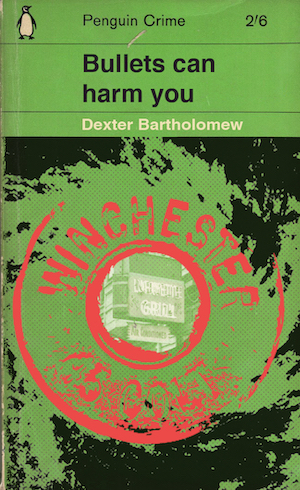 Penguin Crime 2/6
Bullets can
harm you
Dexter Bartholomew
WINCHESTER
GRILL